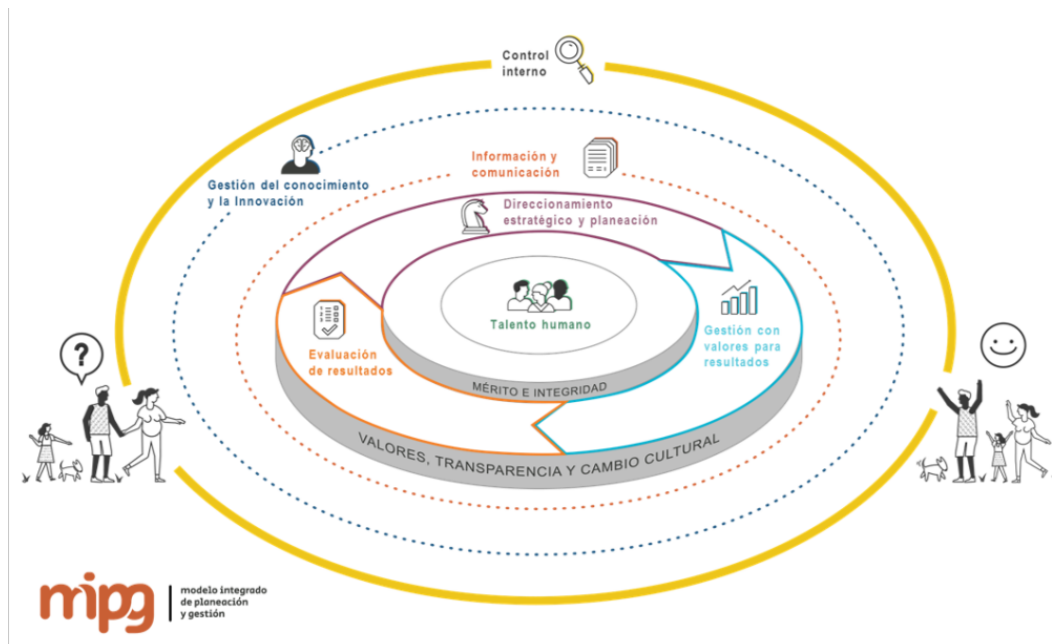 Control
interno
Gestión del conocimiento
y la Innovación
Información y
comunicación
Direccionamiento
estratégico y planeación
Talento humano
Gestión con
valores para
resultados
Evaluación
de resultados
MÉRITO E INTEGRIDAD
VALORES, TRANSPARENCIA Y CAMBIO CULTURAL
?
mipg
modelo integrado
de planeación
y gestión